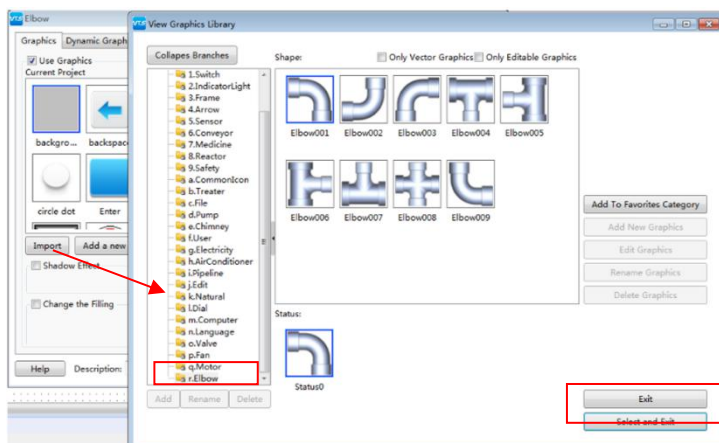 Elbow
Graphics Dynamic Graph
Use Graphics
Current Project
backgro...
circle dot Enter
Import Add a new
Shadow Effect
Change the Filling
Help Description:
View Graphics Library
Collapes Branches
1.Switch
2.IndicatorLight
3.Frame
4.Arrow
5.Sensor
6.Conveyor
7.Medicine
8.Reactor
9.Safety
a.CommonIcon
b.Treater
c.File
d.Pump
e.Chimney
f.User
g.Electricity
h.AirConditioner
i.Pipeline
j.Edit
k.Natural
l.Dial
m.Computer
n.Language
o.Valve
p.Fan
q.Motor
r.Elbow
Add Rename Delete
Shape: Only Vector Graphics Only Editable Graphics
Elbow001 Elbow002 Elbow003 Elbow004 Elbow005
Elbow006 Elbow007 Elbow008 Elbow009
Status:
Status0
Add To Favorites Category
Add New Graphics
Edit Graphics
Rename Graphics
Delete Graphics
Exit
Select and Exit